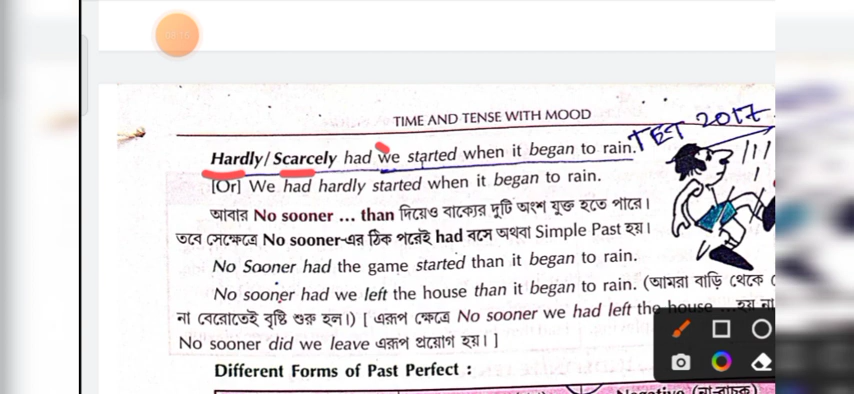 TIME AND TENSE WITH MOOD
TET 2017
Hardly/Scarcely had we started when it began to rain.
[Or] We had hardly started when it began to rain.
আবার No sooner ... than দিয়েও বাক্যের দুটি অংশ যুক্ত হতে পারে।
তবে সেক্ষেত্রে No sooner-এর ঠিক পরেই had বসে অথবা Simple Past হয়।
No Sooner had the game started than it began to rain.
No sooner had we left the house than it began to rain. (আমরা বাড়ি থেকে
না বেরোতেই বৃষ্টি শুরু হল।) [ এরূপ ক্ষেত্রে No sooner we had left the house ...হয় না
No sooner did we leave এরূপ প্রয়োগ হয়। ]
Different Forms of Past Perfect :
Negative (না-বাচক)